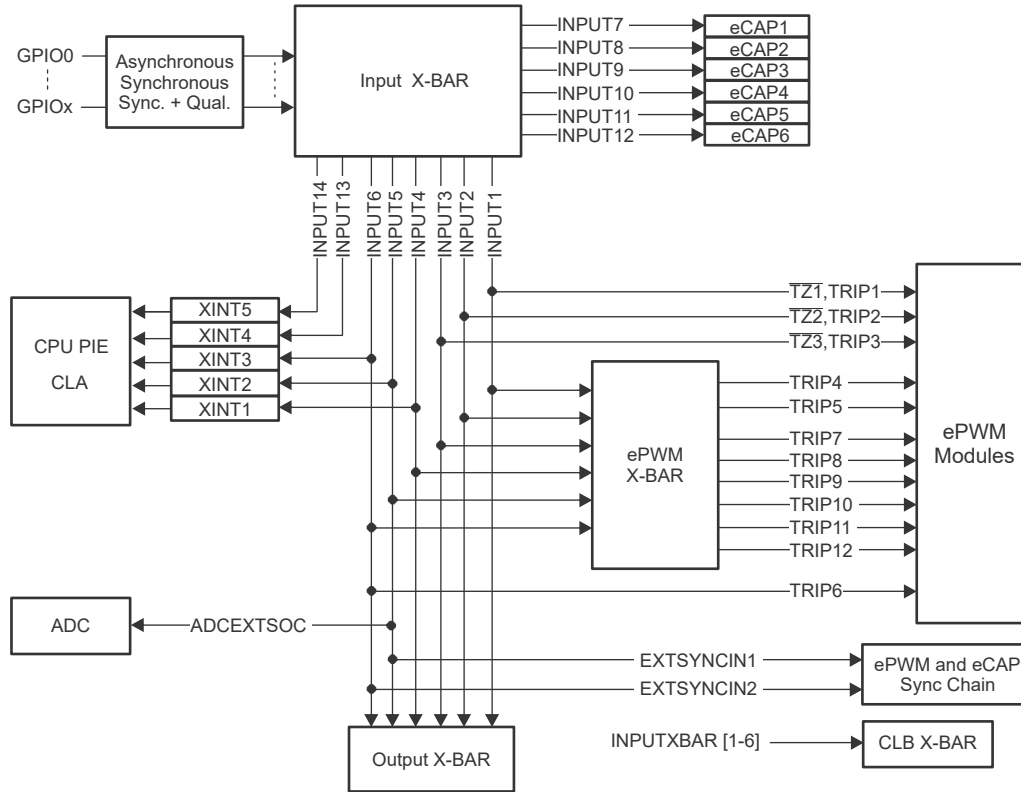 GPIO0
GPIOx
Asynchronous
Synchronous
Sync. + Qual.
Input X-BAR
INPUT7
INPUT8
INPUT9
INPUT10
INPUT11
INPUT12
eCAP1
eCAP2
eCAP3
eCAP4
eCAP5
eCAP6
INPUT14
INPUT13
INPUT6
INPUT5
INPUT4
INPUT3
INPUT2
INPUT1
CPU PIE
CLA
XINT5
XINT4
XINT3
XINT2
XINT1
TZ1,TRIP1
TZ2,TRIP2
TZ3,TRIP3
ePWM
X-BAR
TRIP4
TRIP5
TRIP7
TRIP8
TRIP9
TRIP10
TRIP11
TRIP12
TRIP6
ePWM
Modules
ADC
ADCEXTSOC
EXTSYNCIN1
EXTSYNCIN2
ePWM and eCAP
Sync Chain
Output X-BAR
INPUTXBAR [1-6]
CLB X-BAR